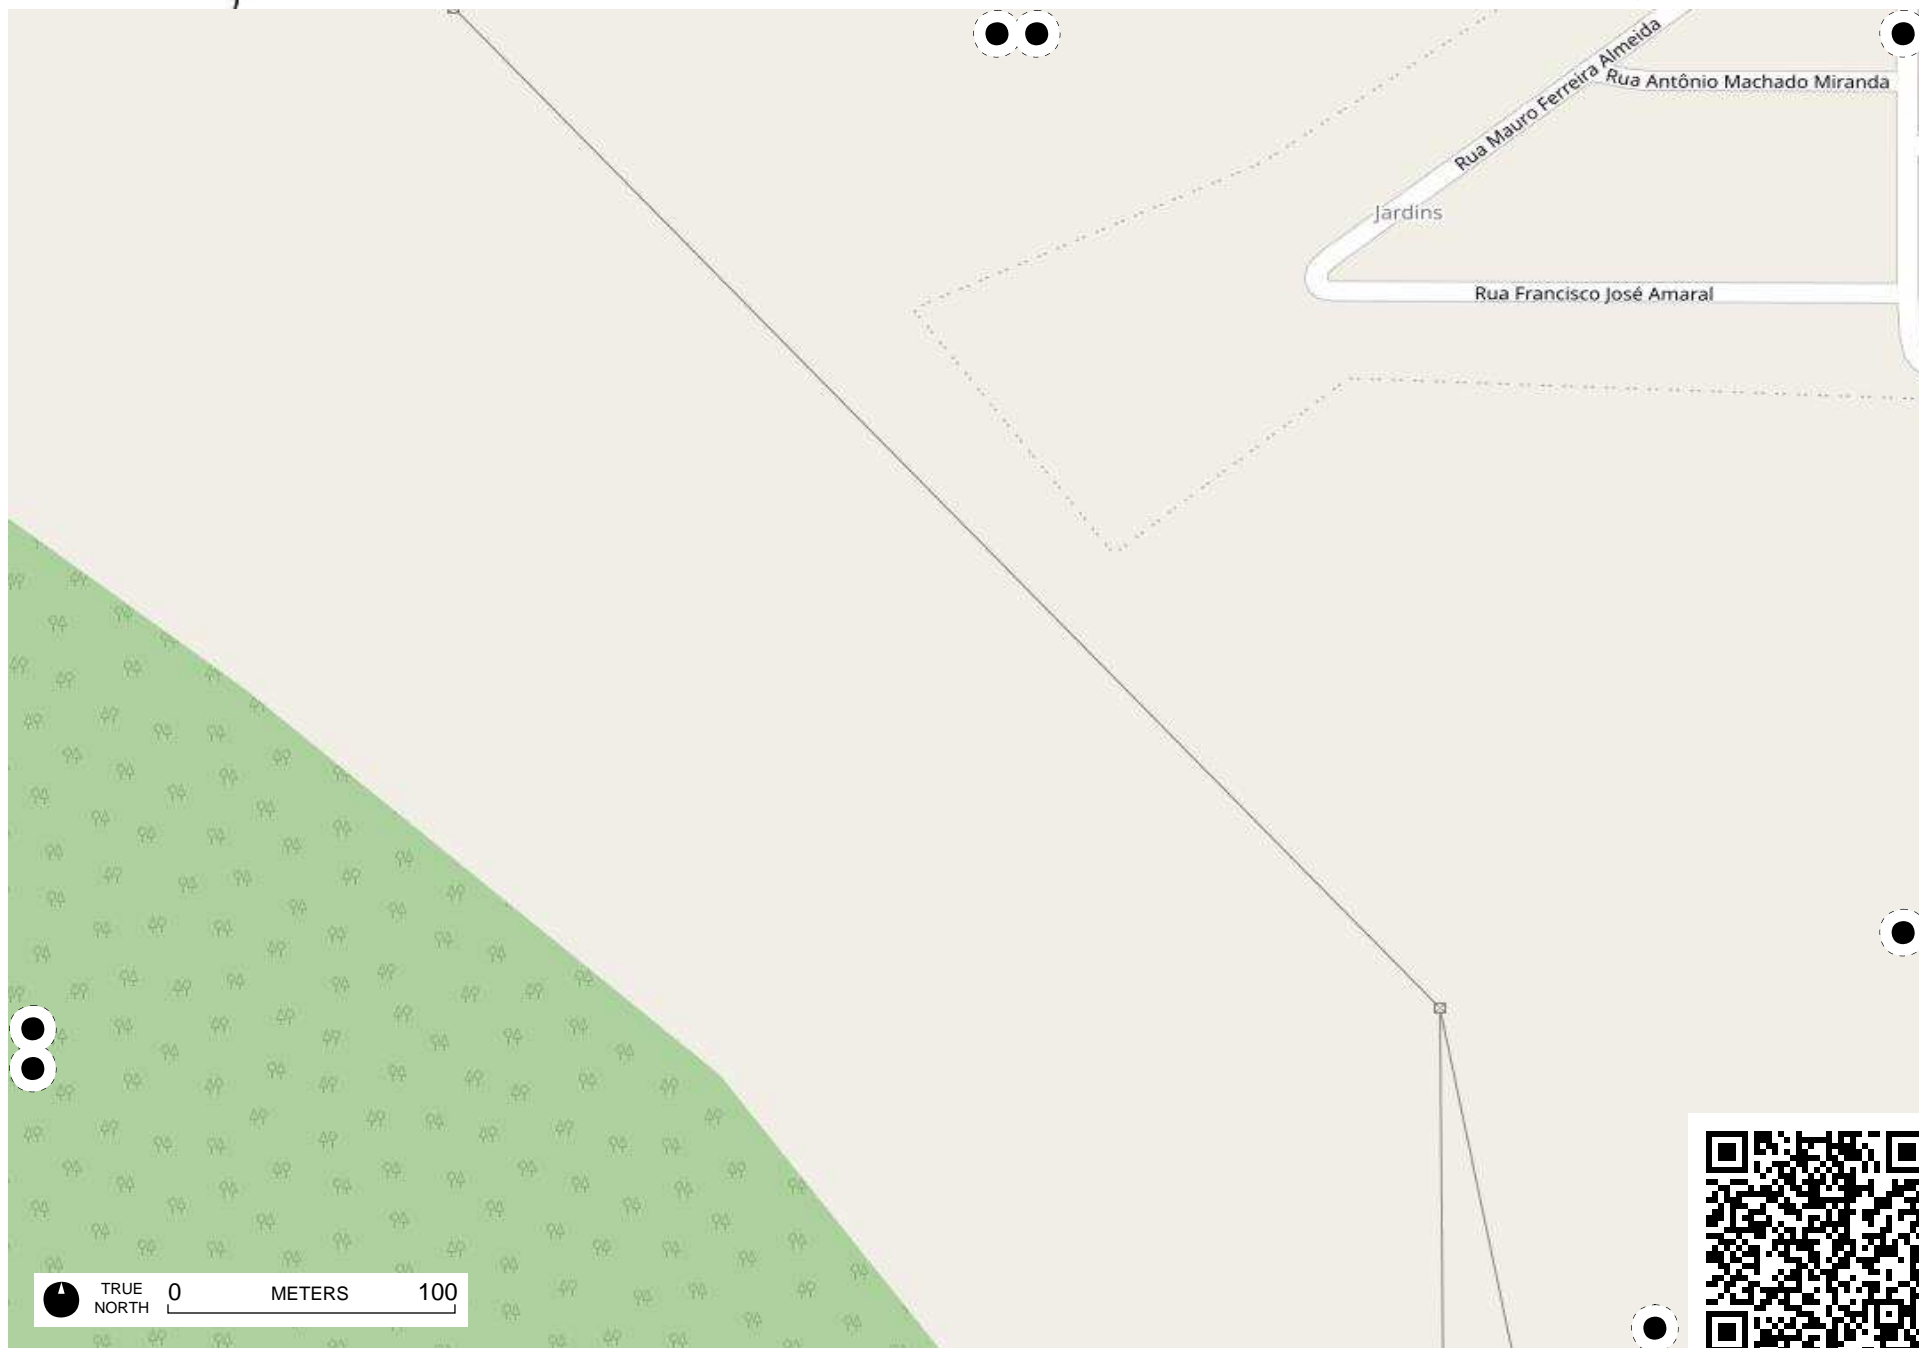 Rua Mauro Ferreira Almeida
Rua Antônio Machado Miranda
Jardins
Rua Francisco José Amaral
TRUE
NORTH
0 METERS 100